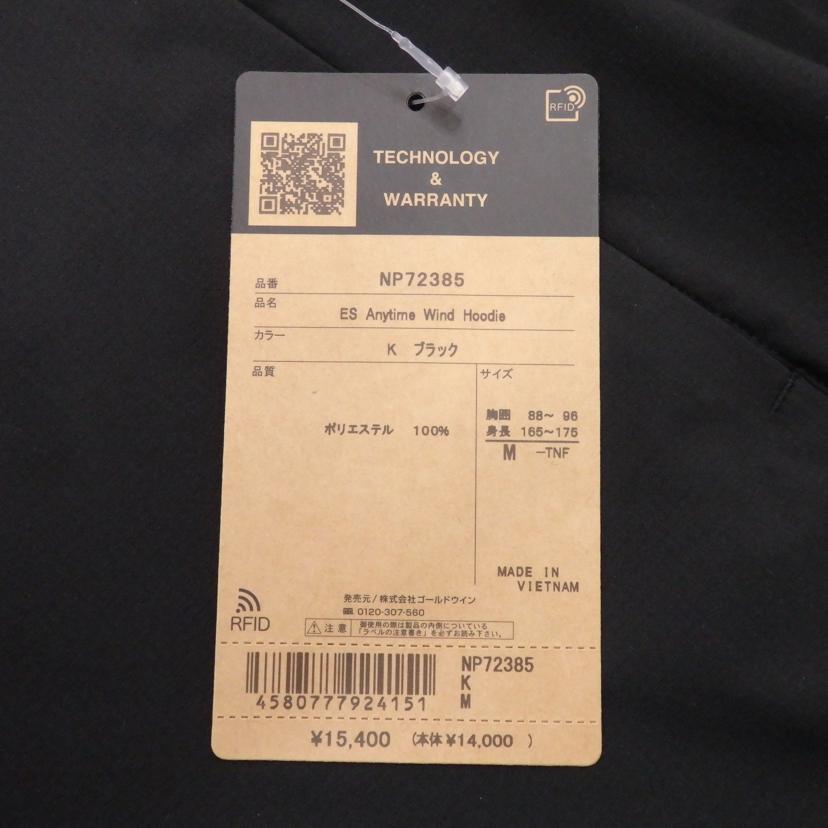 RFID
TECHNOLOGY
&
WARRANTY
品番 NP72385
品名 ES Anytime Wind Hoodie
カラー K ブラック
品質 サイズ
ポリエステル 100%
胸囲 88～ 96
身長 165～175
M -TNF
MADE IN
VIETNAM
RFID
発売元/株式会社ゴールドウイン
0120-307-560
注意 御使用の際は製品の内側についている
「ラベルの注意書き」を必ずお読み下さい。
4580777924151
NP72385
K
M
¥15,400 (本体¥14,000 )